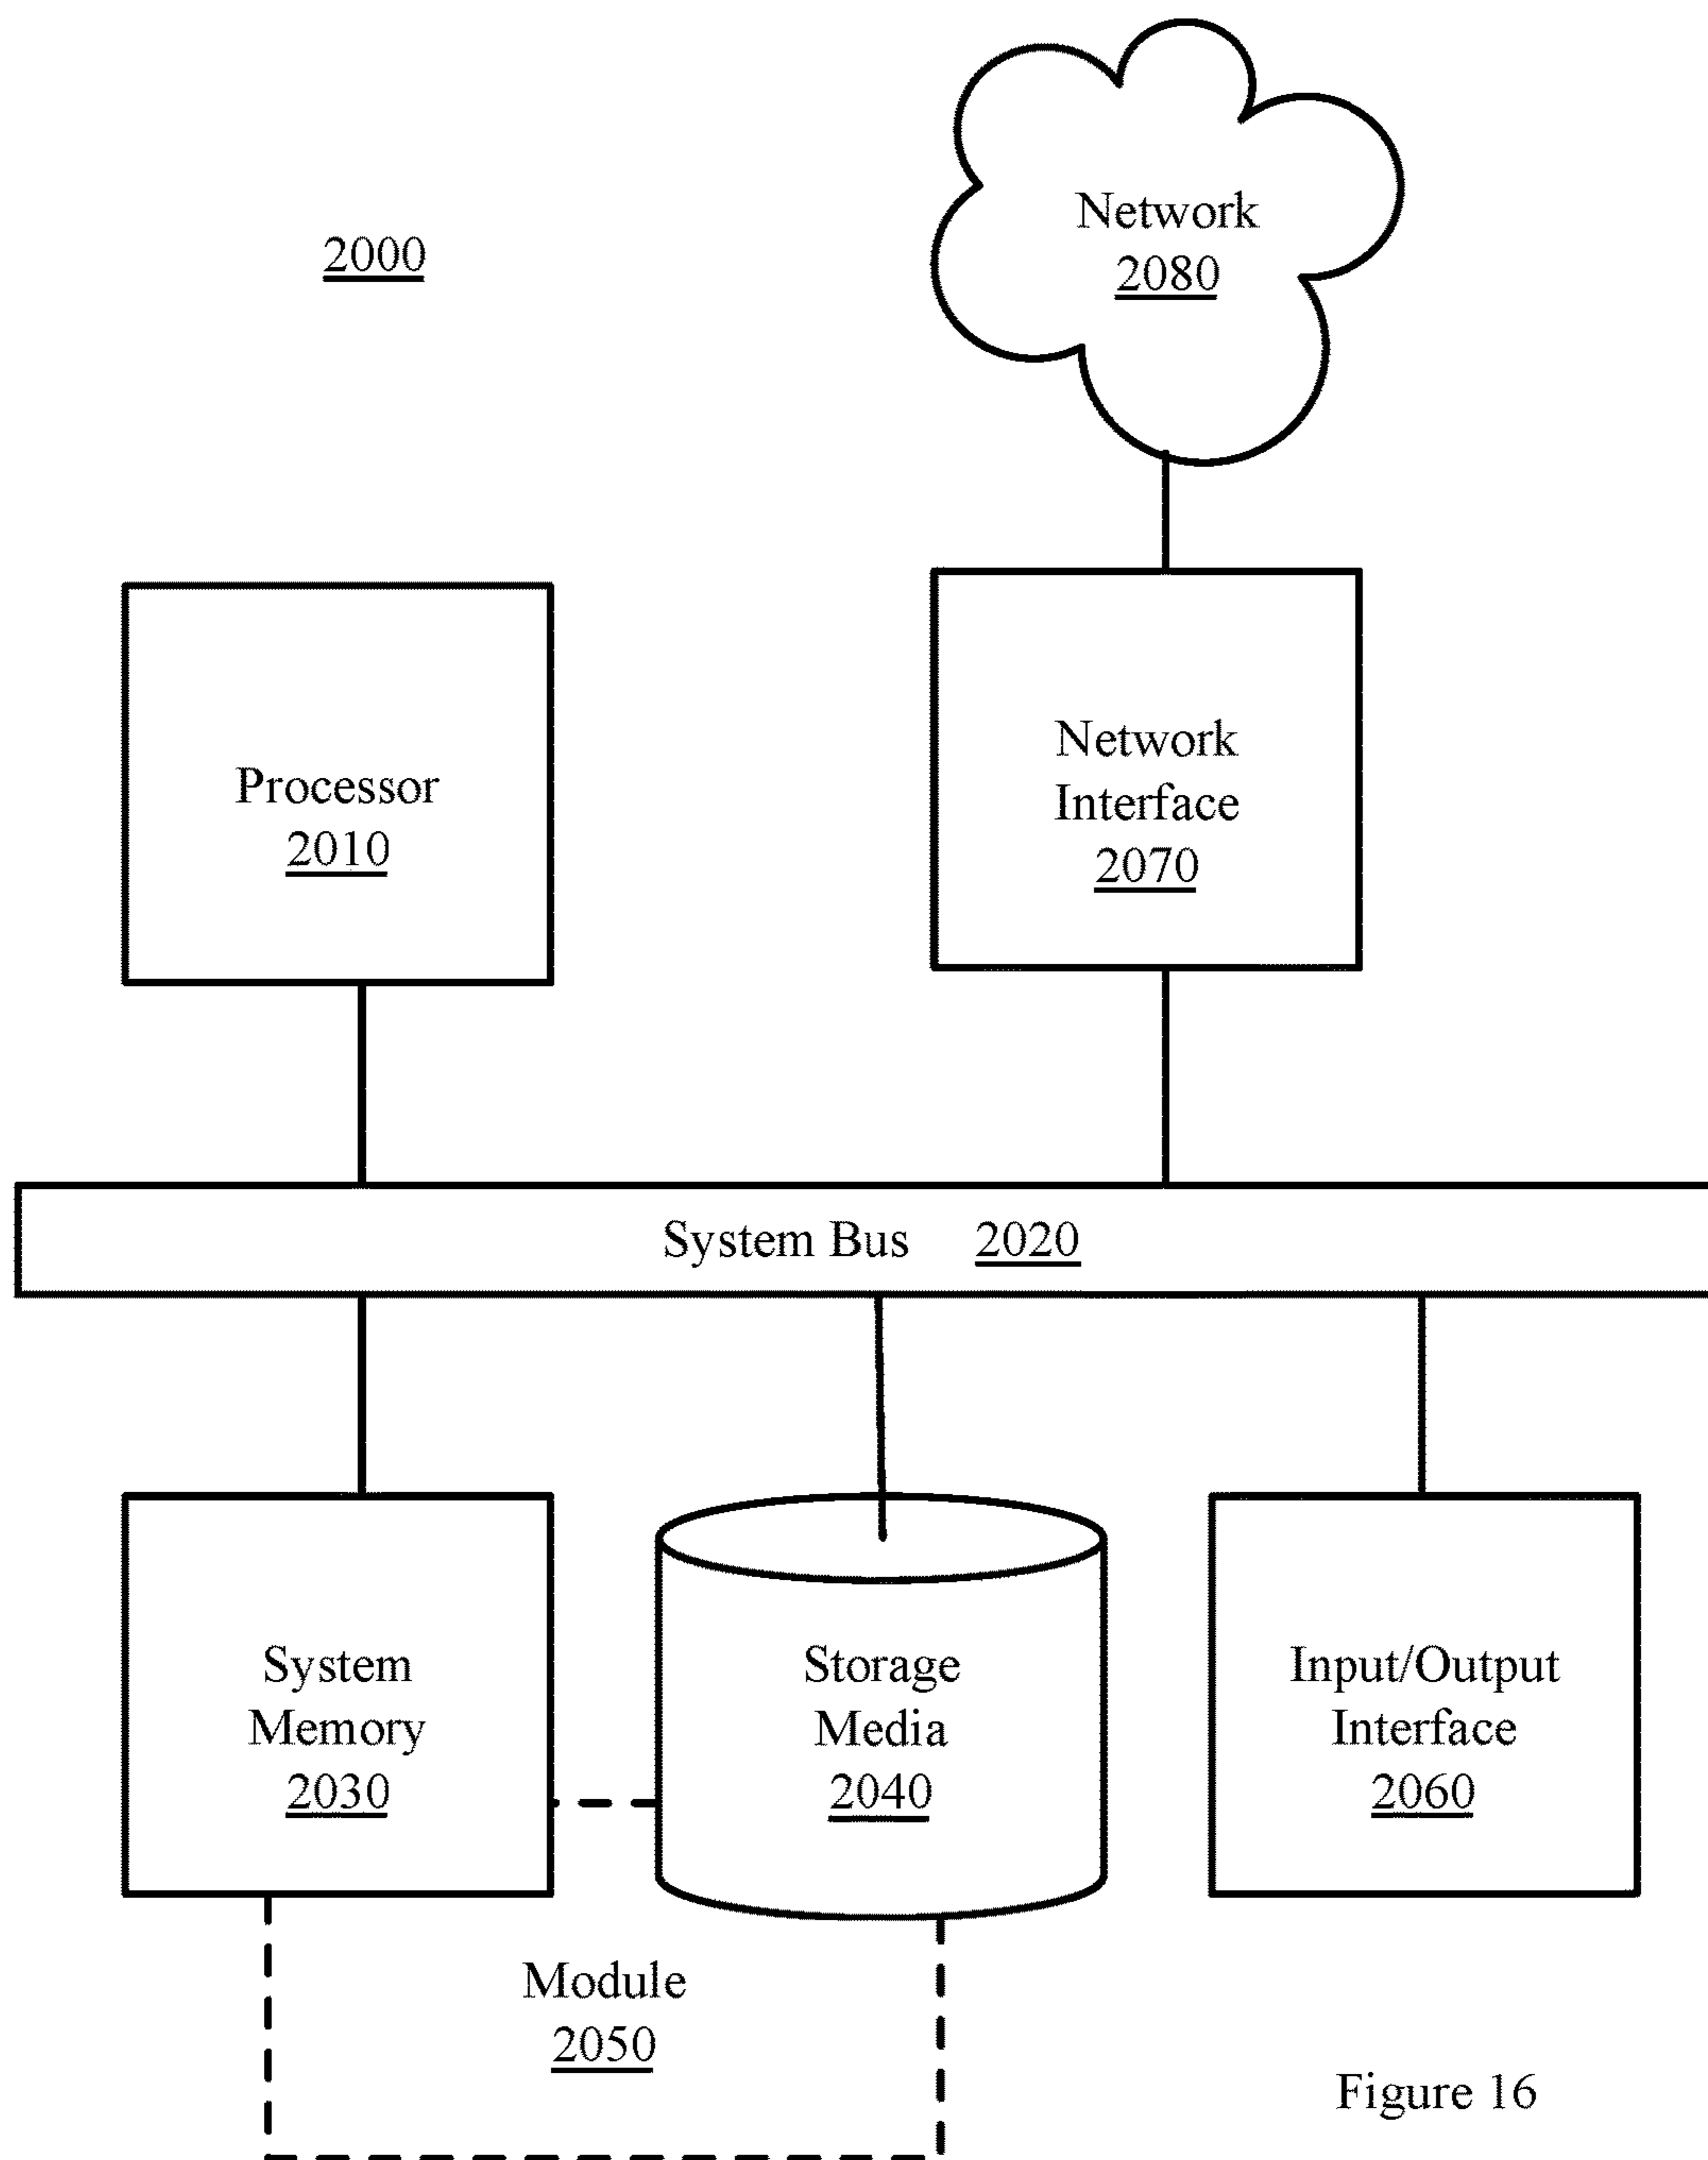 Network
2080
2000
Network
Interface
2070
Processor
2010
System Bus 2020
System
Memory
2030
Storage
Media
2040
Input/Output
Interface
2060
Module
2050
Figure 16